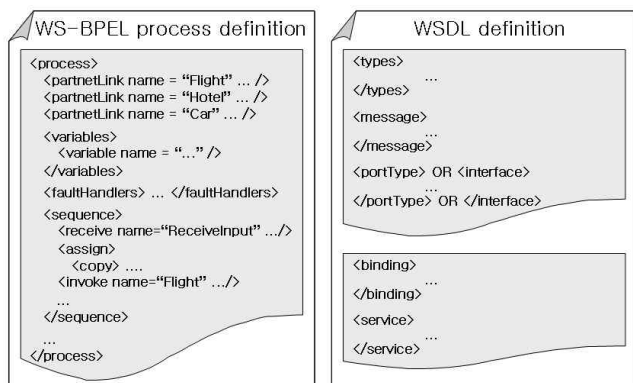 WS-BPEL process definition
<process>
<partnetLink name = “Flight” ... />
<partnetLink name = “Hotel” ... />
<partnetLink name = “Car” ... />
<variables>
<variable name = “...” />
</variables>
<faultHandlers> ... </faultHandlers>
<sequence>
<receive name=“ReceiveInput” .../>
<assign>
<copy> ....
<invoke name=“Flight” .../>
...
</sequence>
...
</process>
WSDL definition
<types>
...
</types>
<message>
...
</message>
<portType> OR <interface>
...
</portType> OR </interface>
<binding>
...
</binding>
<service>
...
</service>